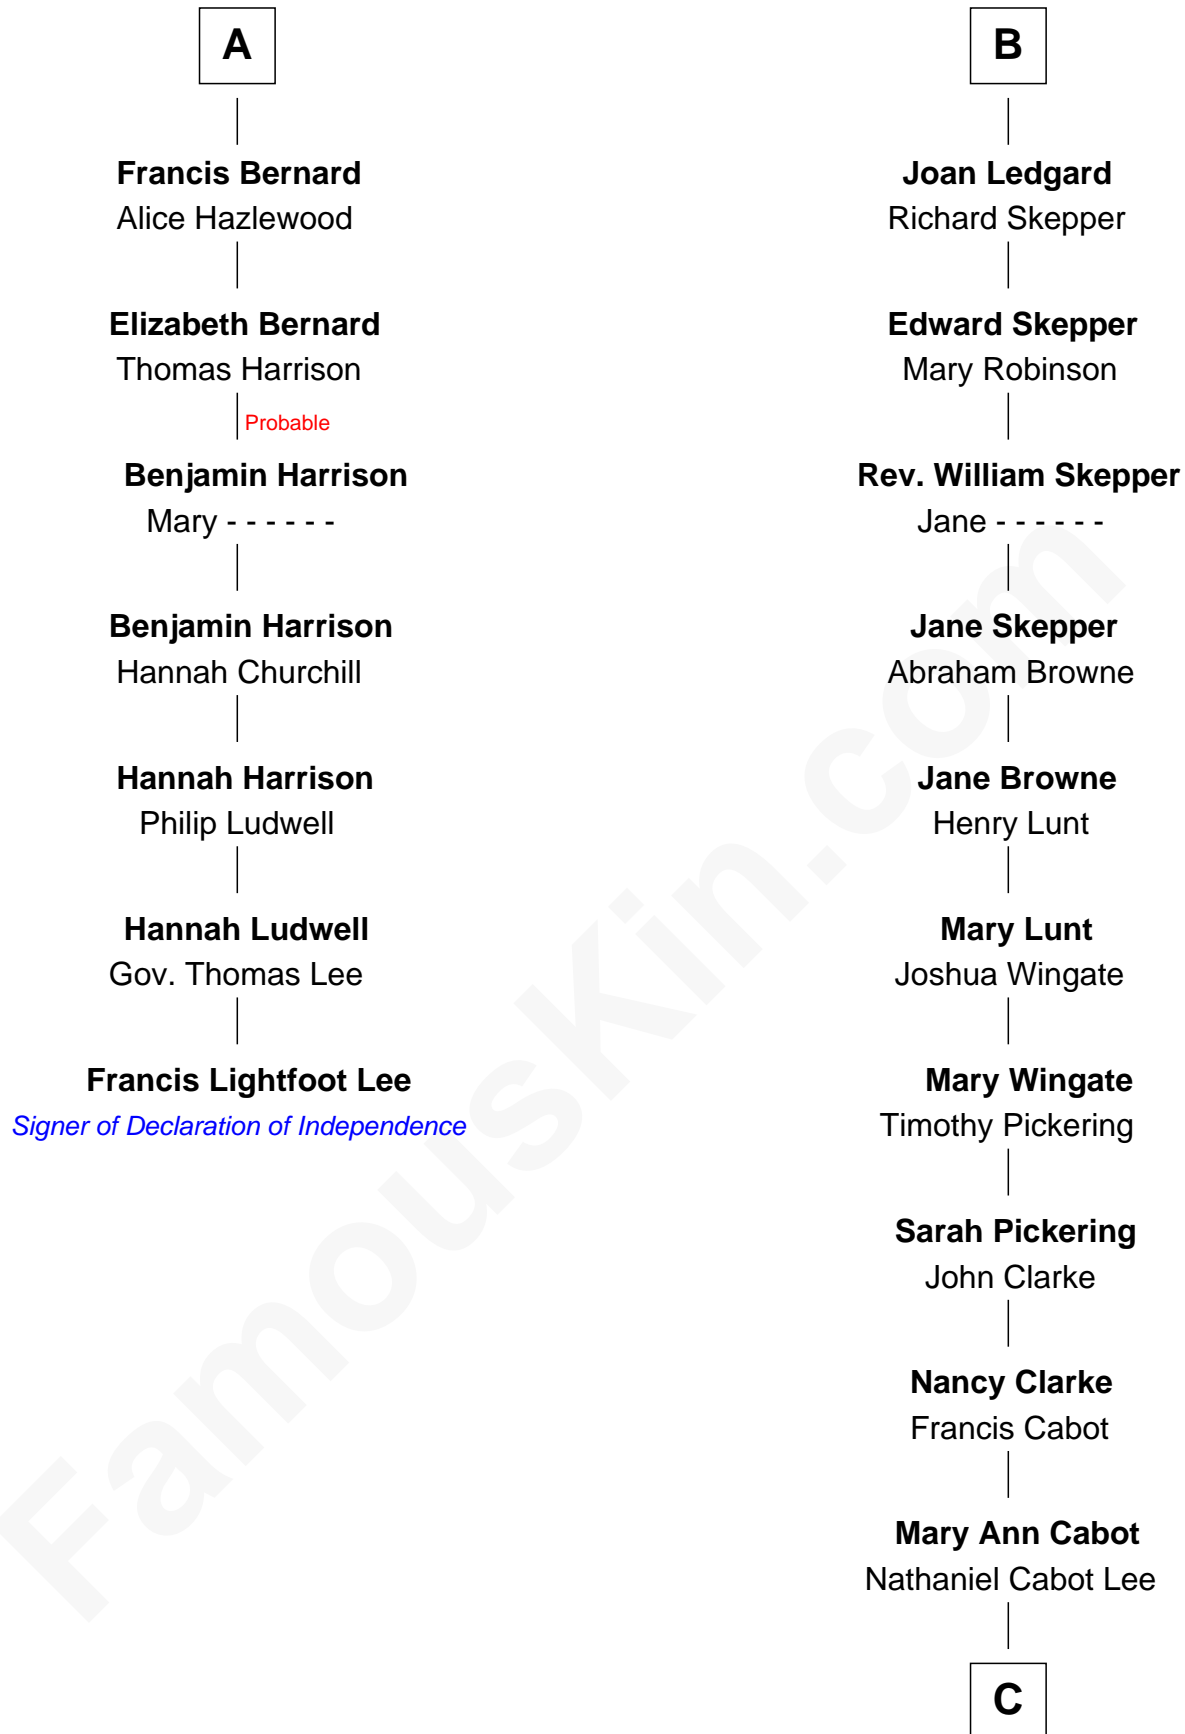 A
Francis Bernard
Alice Hazlewood
Elizabeth Bernard
Thomas Harrison
Probable
Benjamin Harrison
Mary - - - - - -
Benjamin Harrison
Hannah Churchill
Hannah Harrison
Philip Ludwell
Hannah Ludwell
Gov. Thomas Lee
Francis Lightfoot Lee
Signer of Declaration of Independence
B
Joan Ledgard
Richard Skepper
Edward Skepper
Mary Robinson
Rev. William Skepper
Jane - - - - - -
Jane Skepper
Abraham Browne
Jane Browne
Henry Lunt
Mary Lunt
Joshua Wingate
Mary Wingate
Timothy Pickering
Sarah Pickering
John Clarke
Nancy Clarke
Francis Cabot
Mary Ann Cabot
Nathaniel Cabot Lee
C
FamousKin.com